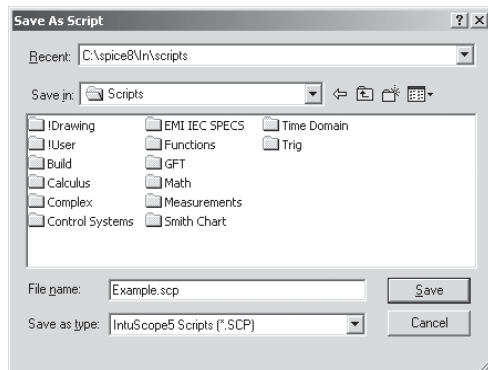 Save As Script
Recent: C:\spice8\In\scripts
Save in: Scripts
!Drawing EMI IEC SPECS Time Domain
!User Functions Trig
Build GFT
Calculus Math
Complex Measurements
Control Systems Smith Chart
File name: Example.scp Save
Save as type: IntuScope5 Scripts (*.SCP) Cancel